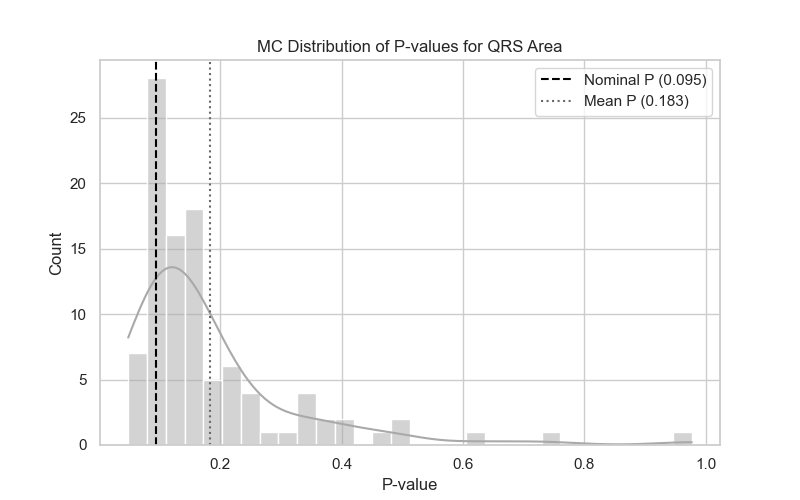 MC Distribution of P-values for QRS Area
Nominal P (0.095)
Mean P (0.183)
25
20
15
10
5
0
Count
0.2 0.4 0.6 0.8 1.0
P-value